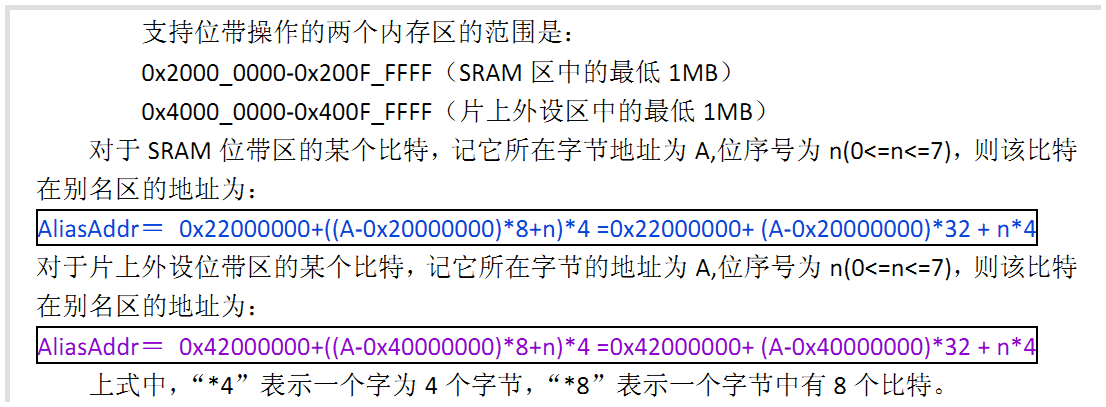 支持位带操作的两个内存区的范围是：
0x2000_0000-0x200F_FFFF（SRAM 区中的最低 1MB）
0x4000_0000-0x400F_FFFF（片上外设区中的最低 1MB）
对于 SRAM 位带区的某个比特，记它所在字节地址为 A,位序号为 n(0<=n<=7)，则该比特
在别名区的地址为：
AliasAddr＝ 0x22000000+((A-0x20000000)*8+n)*4 =0x22000000+ (A-0x20000000)*32 + n*4
对于片上外设位带区的某个比特，记它所在字节的地址为 A,位序号为 n(0<=n<=7)，则该比特
在别名区的地址为：
AliasAddr＝ 0x42000000+((A-0x40000000)*8+n)*4 =0x42000000+ (A-0x40000000)*32 + n*4
上式中，“*4”表示一个字为 4 个字节，“*8”表示一个字节中有 8 个比特。